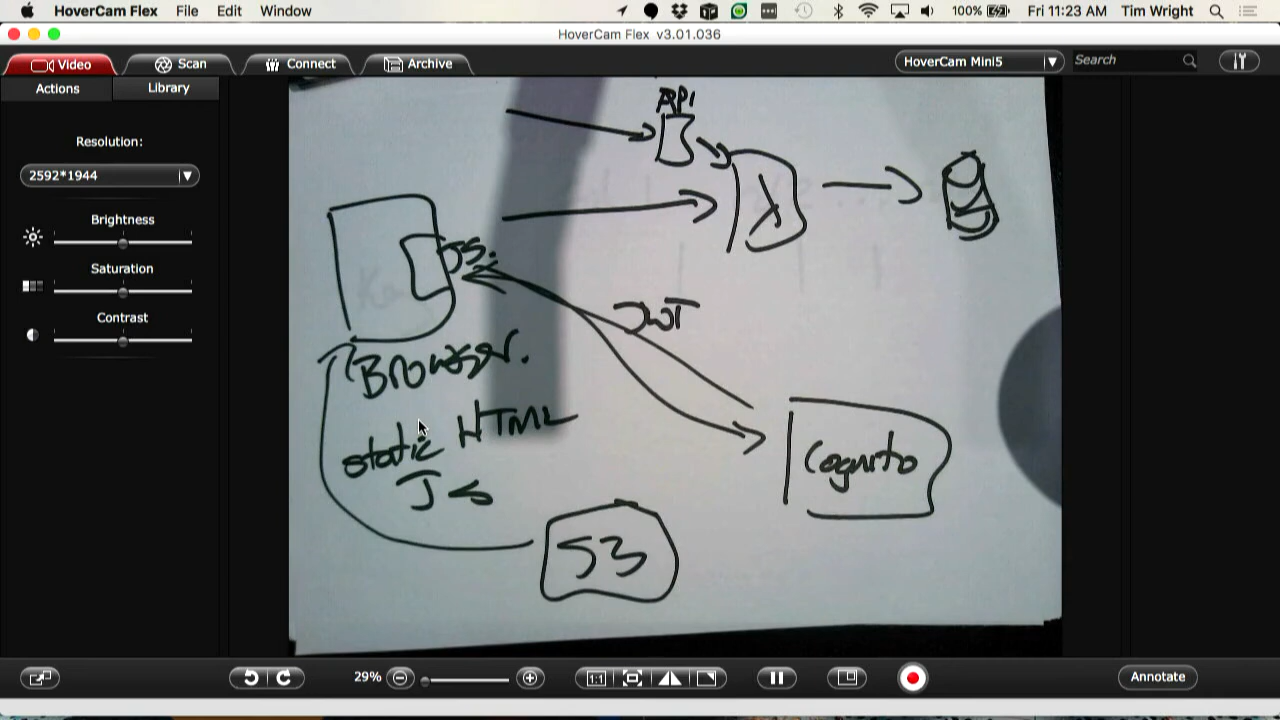 HoverCam Flex File Edit Window 100% Fri 11:23 AM Tim Wright
HoverCam Flex v3.01.036
Video Scan Connect Archive HoverCam Mini5 Search
Actions Library
Resolution:
2592*1944
Brightness
Saturation
Contrast
API
λ
JS.
JWT
Browser.
static HTML
JS
Cognito
S3
29% 1:1 Annotate